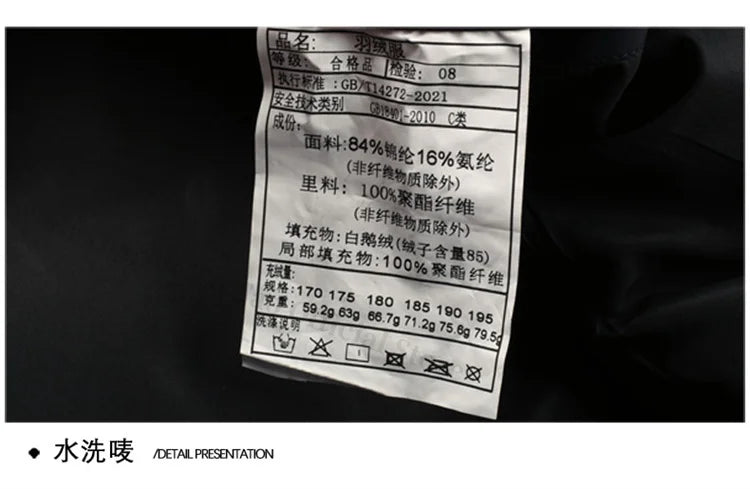 品名: 羽绒服
等级: 合格品 检验: 08
执行标准:GB/T14272-2021
安全技术类别 GB18401-2010 C类
成份:
面料:84%锦纶16%氨纶
(非纤维物质除外)
里料: 100%聚酯纤维
(非纤维物质除外)
填充物:白鹅绒(绒子含量85)
局部填充物:100%聚酯纤维
充绒量:
规格:170 175 180 185 190 195
克重: 59.2g 63g 66.7g 71.2g 75.6g 79.5g
洗涤说明
水洗唛 /DETAIL PRESENTATION